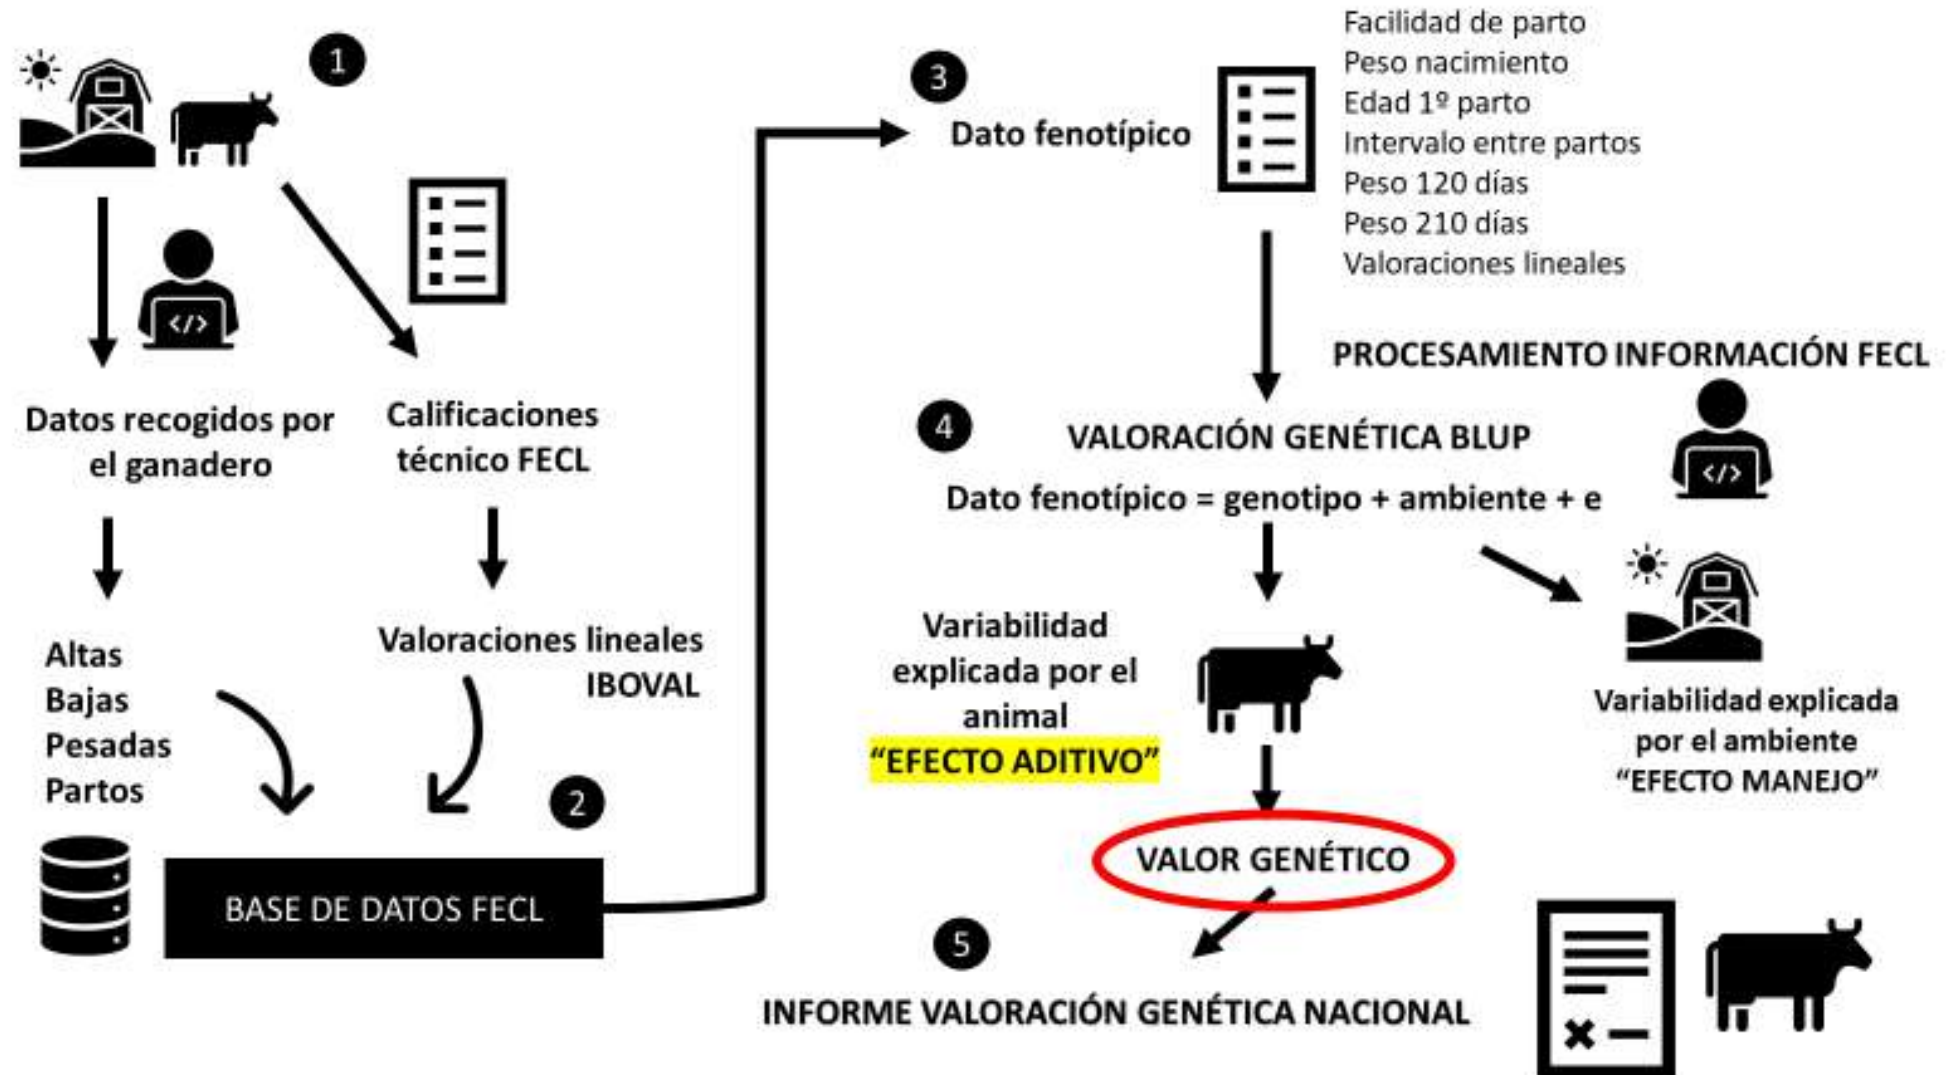 1
</>
Datos recogidos por
el ganadero
Calificaciones
técnico FECL
Altas
Bajas
Pesadas
Partos
Valoraciones lineales
IBOVAL
2
BASE DE DATOS FECL
3
Dato fenotípico
Facilidad de parto
Peso nacimiento
Edad 1º parto
Intervalo entre partos
Peso 120 días
Peso 210 días
Valoraciones lineales
PROCESAMIENTO INFORMACIÓN FECL
</>
4
VALORACIÓN GENÉTICA BLUP
Dato fenotípico = genotipo + ambiente + e
Variabilidad
explicada por el
animal
“EFECTO ADITIVO”
Variabilidad explicada
por el ambiente
“EFECTO MANEJO”
VALOR GENÉTICO
5
INFORME VALORACIÓN GENÉTICA NACIONAL